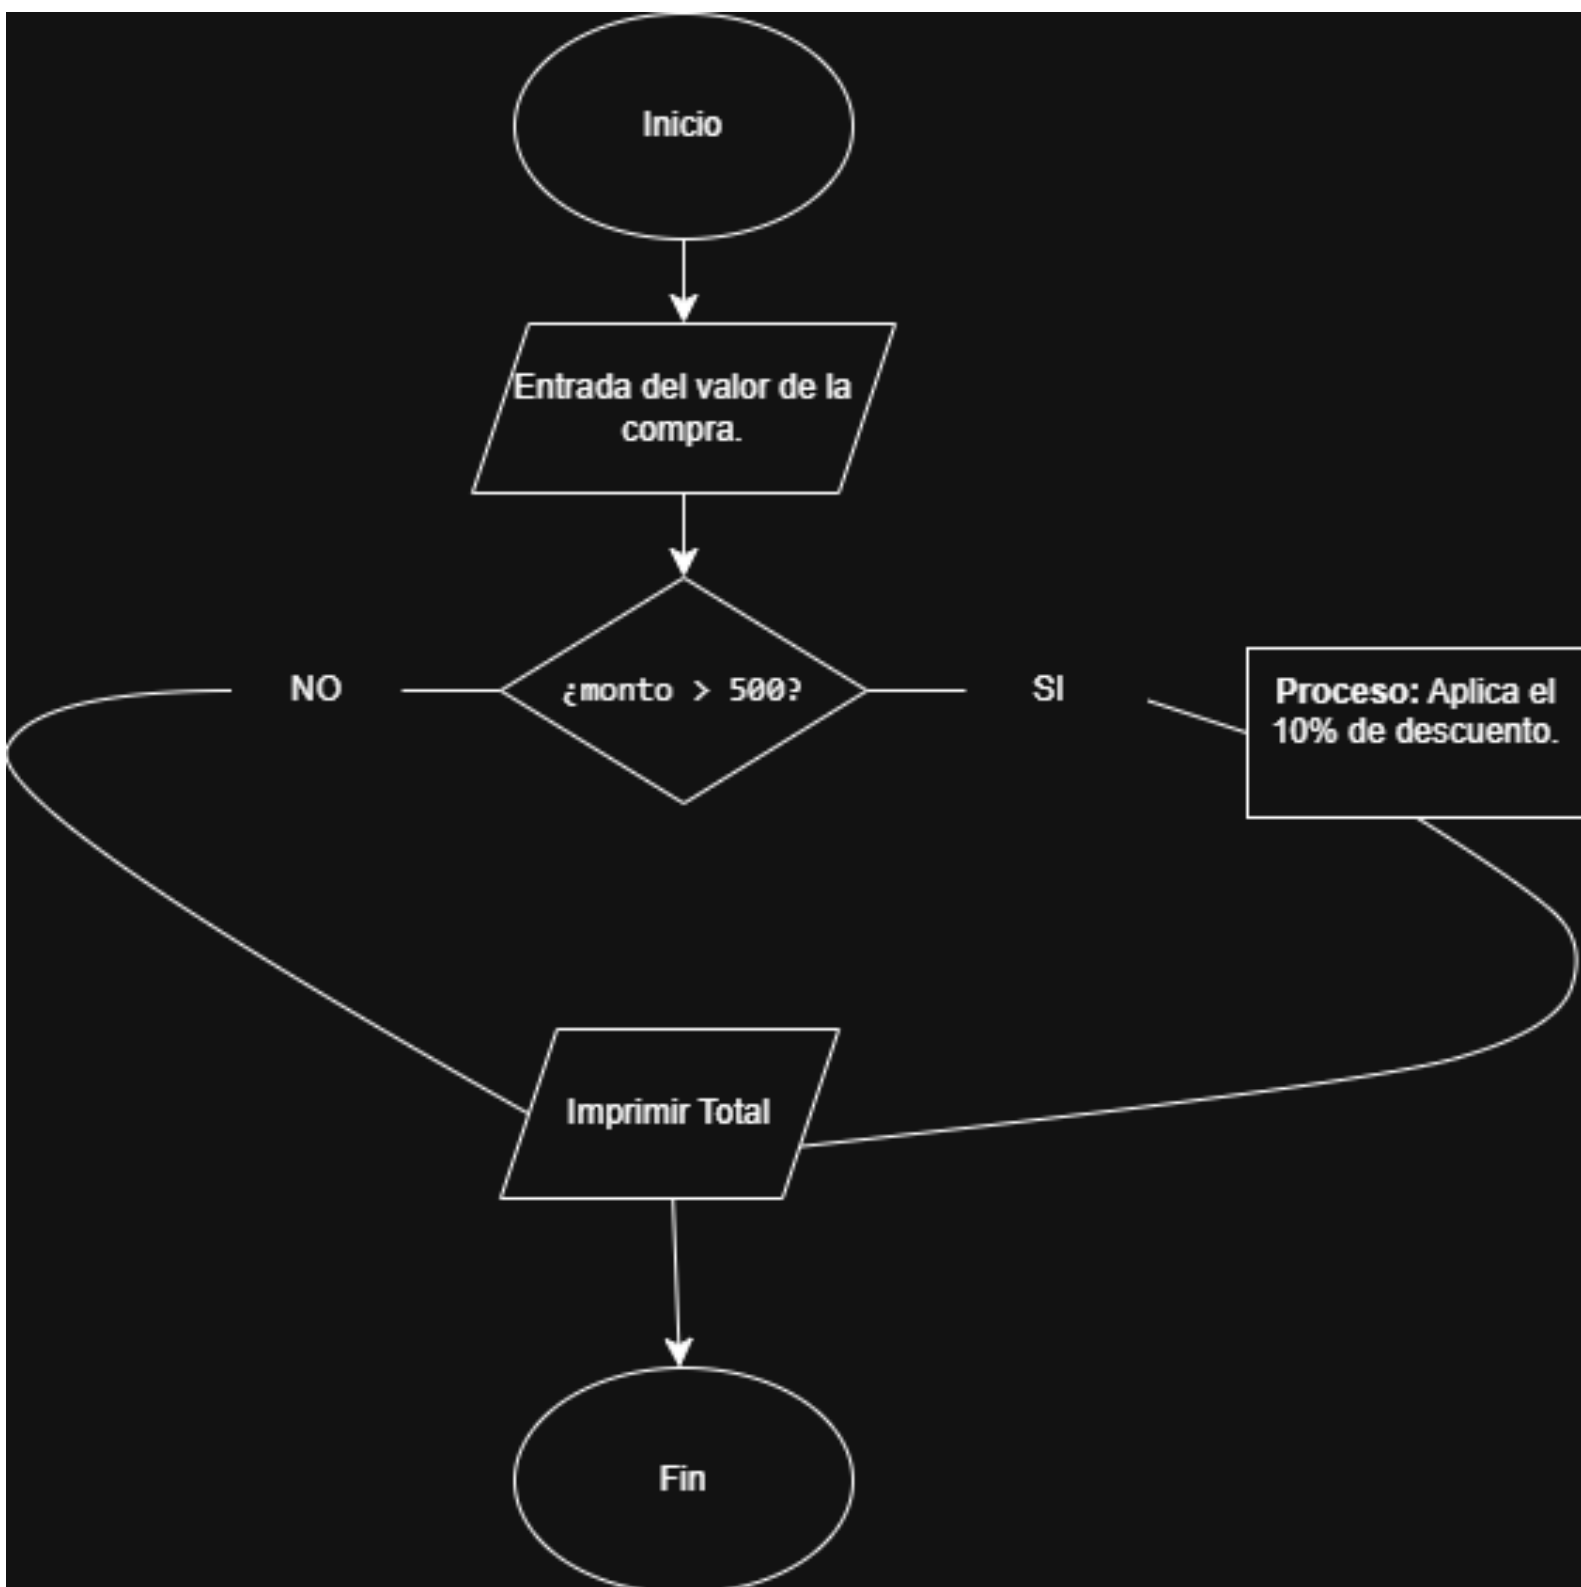 Inicio
Entrada del valor de la
compra.
NO
¿monto > 500?
SI
Proceso: Aplica el
10% de descuento.
Imprimir Total
Fin